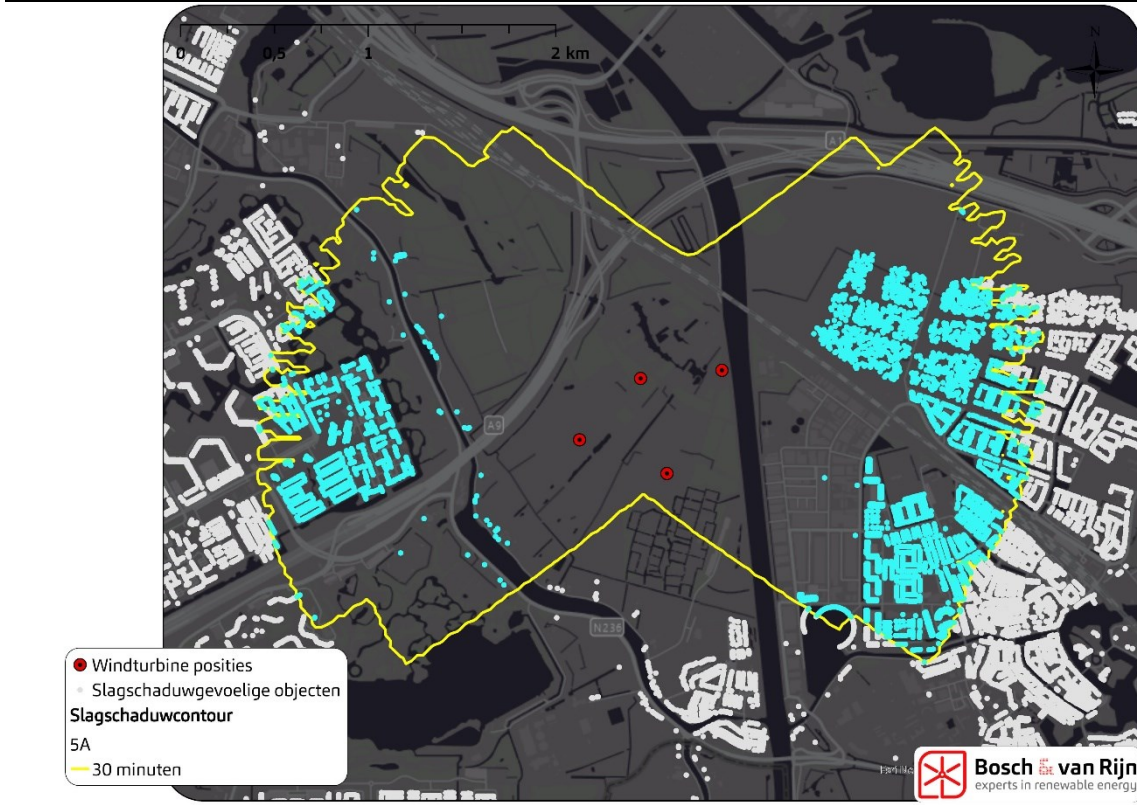 N
0 0,5 1 2 km
A1
A9
N236
Windturbine posities
Slagschaduwgevoelige objecten
Slagschaduwcontour
5A
30 minuten
Bosch & van Rijn
experts in renewable energy